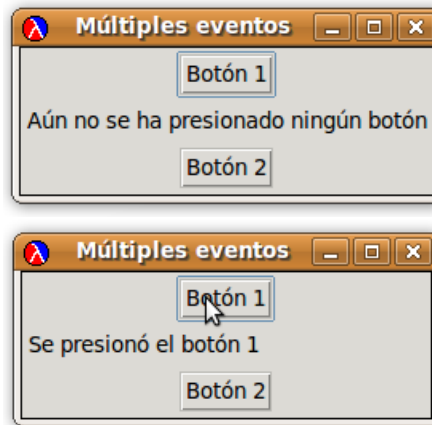 Múltiples eventos
Botón 1
Aún no se ha presionado ningún botón
Botón 2
Múltiples eventos
Botón 1
Se presionó el botón 1
Botón 2